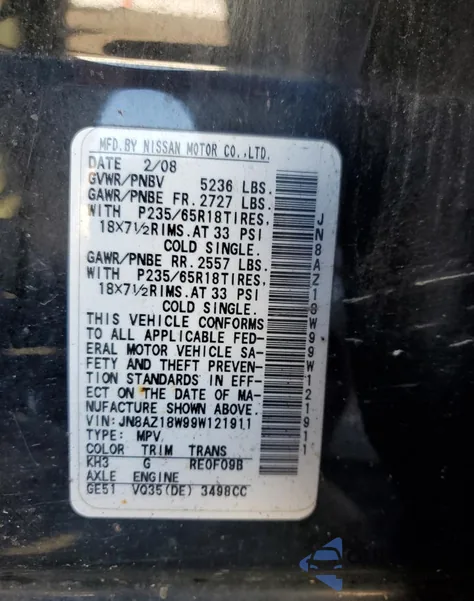 MFD.BY NISSAN MOTOR CO.,LTD.
DATE 2/08
GVWR/PNBV 5236 LBS.
GAWR/PNBE FR. 2727 LBS.
WITH P235/65R18TIRES,
18X7½RIMS.AT 33 PSI
COLD SINGLE.
GAWR/PNBE RR. 2557 LBS.
WITH P235/65R18TIRES,
18X7½RIMS.AT 33 PSI
COLD SINGLE.
THIS VEHICLE CONFORMS
TO ALL APPLICABLE FED-
ERAL MOTOR VEHICLE SA-
FETY AND THEFT PREVEN-
TION STANDARDS IN EFF-
ECT ON THE DATE OF MA-
NUFACTURE SHOWN ABOVE.
VIN: JN8AZ18W99W121911
TYPE: MPV
COLOR TRIM TRANS
KH3 G RE0F09B
AXLE ENGINE
GE51 VQ35(DE) 3498CC
JN8AZ18W99W121911